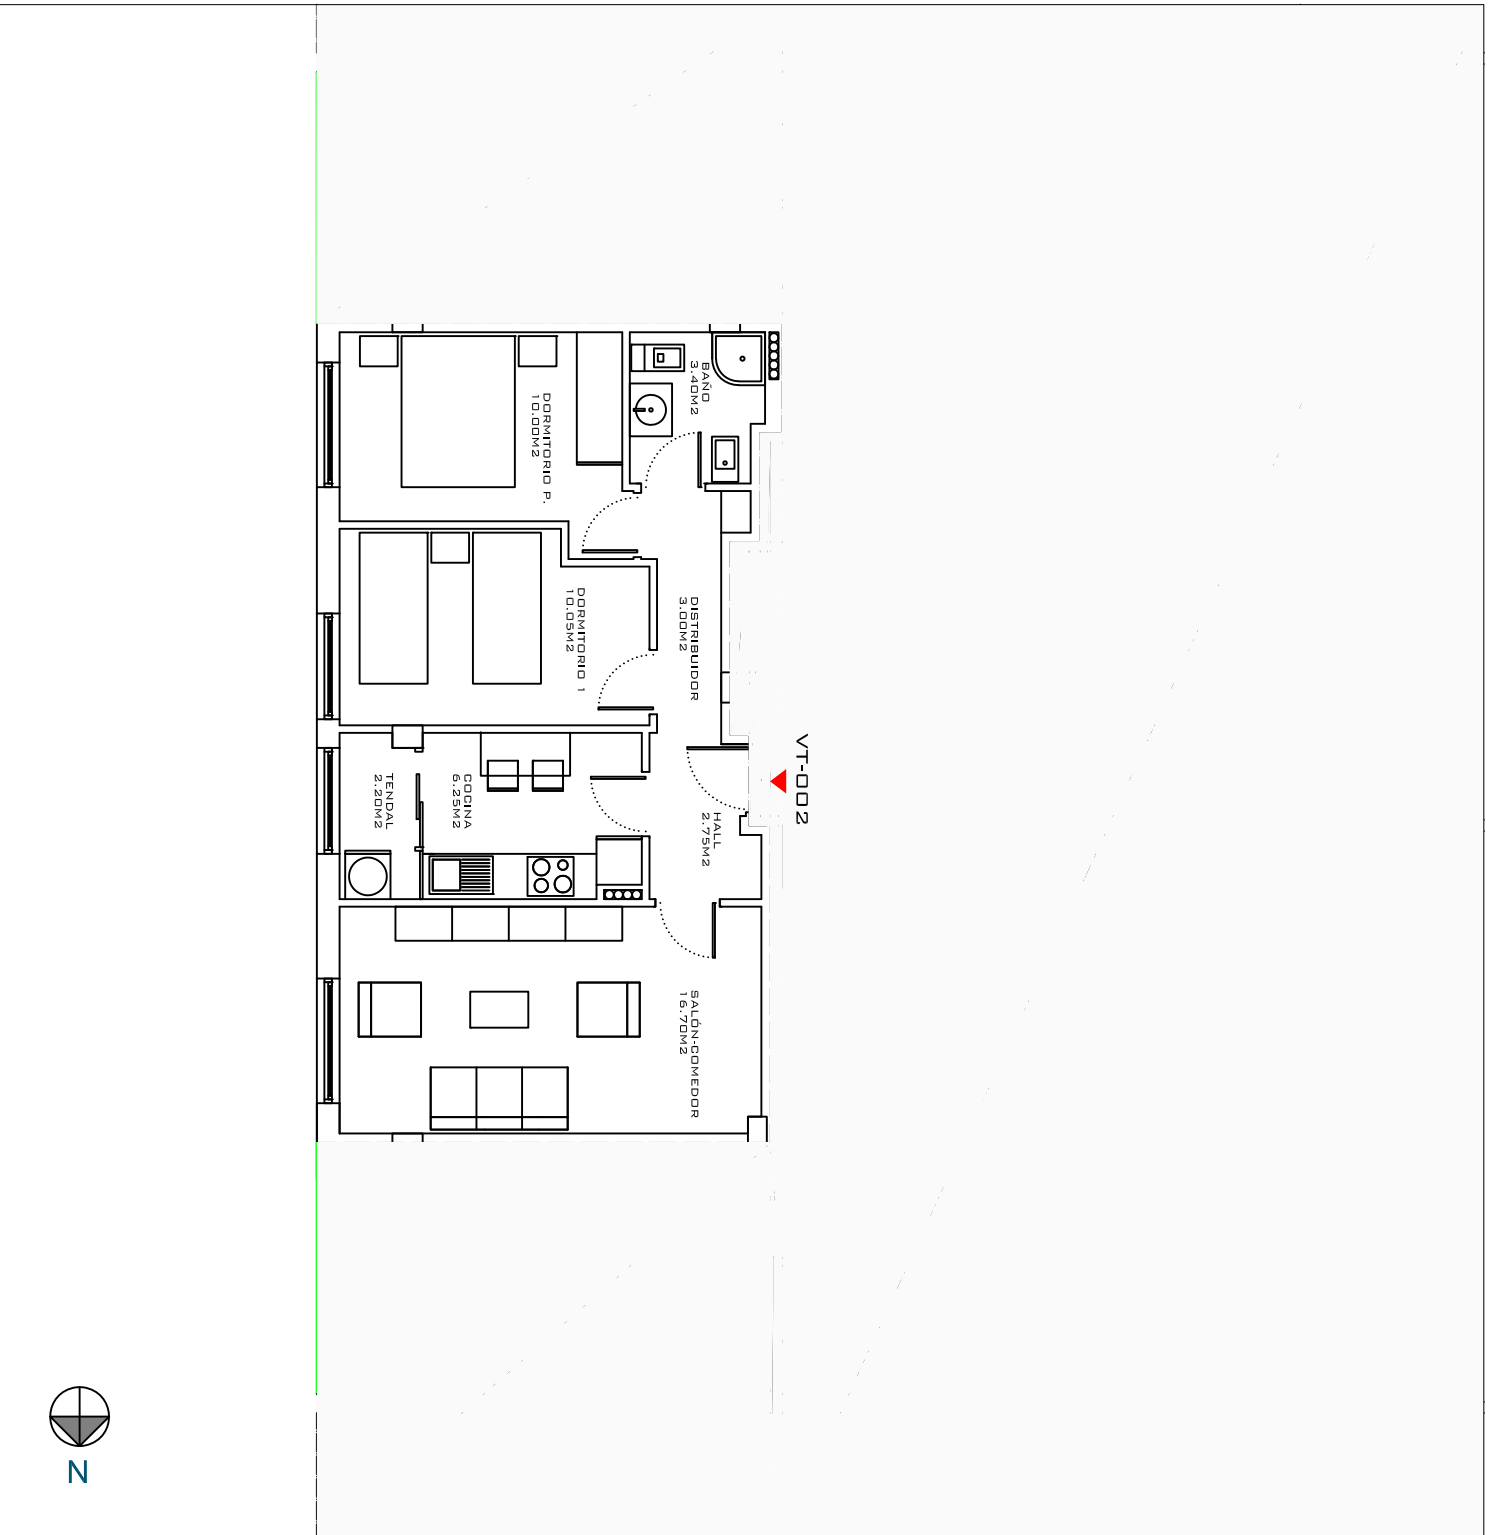 BAÑO
3.40M2
DORMITORIO P.
10.00M2
DORMITORIO 1
10.05M2
DISTRIBUIDOR
3.00M2
VT-002
TENDAL
2.20M2
COCINA
6.25M2
HALL
2.75M2
SALÓN-COMEDOR
16.70M2
N